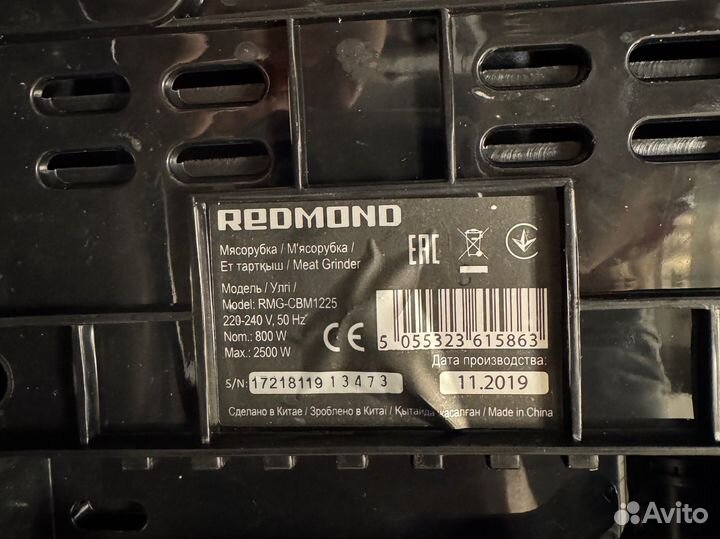 REDMOND
Мясорубка / М'ясорубка /
Ет тартқыш / Meat Grinder
Модель / Улгi /
Model: RMG-CBM1225
220-240 V, 50 Hz
Nom.: 800 W
Max.: 2500 W
EAC
CE
5 055323 615863
Дата производства:
11.2019
S/N: 17218119 13473
Сделано в Китае / Зроблено в Китаї / Қытайда жасалған / Made in China
Avito